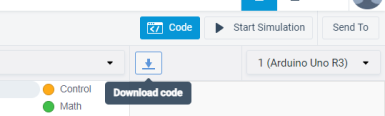 Code
Start Simulation
Send To
1 (Arduino Uno R3)
Control
Download code
Math